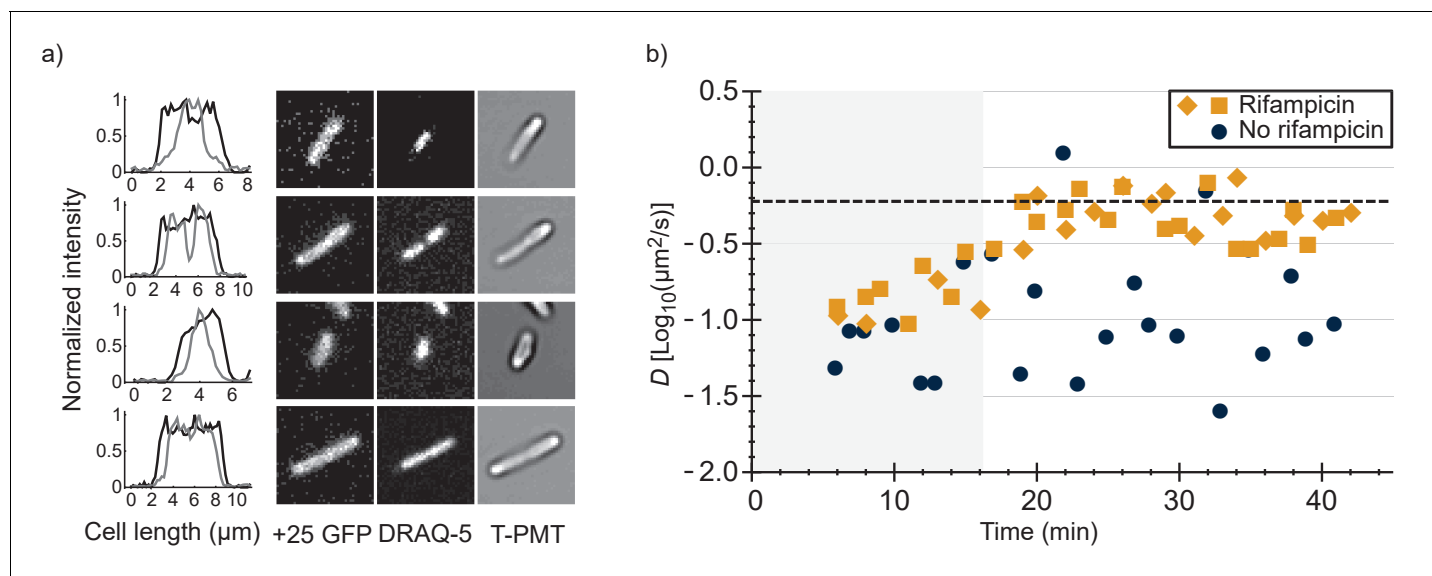 a)
b)
Normalized intensity
1
0.5
0
0 2 4 6 8
1
0.5
0
0 2 4 6 8 10
1
0.5
0
0 2 4 6
1
0.5
0
0 2 4 6 8 10
Cell length (µm)
+25 GFP DRAQ-5 T-PMT
D [Log10(µm2/s)]
0.5
0.0
-0.5
-1.0
-1.5
-2.0
0 10 20 30 40
Time (min)
Rifampicin
No rifampicin